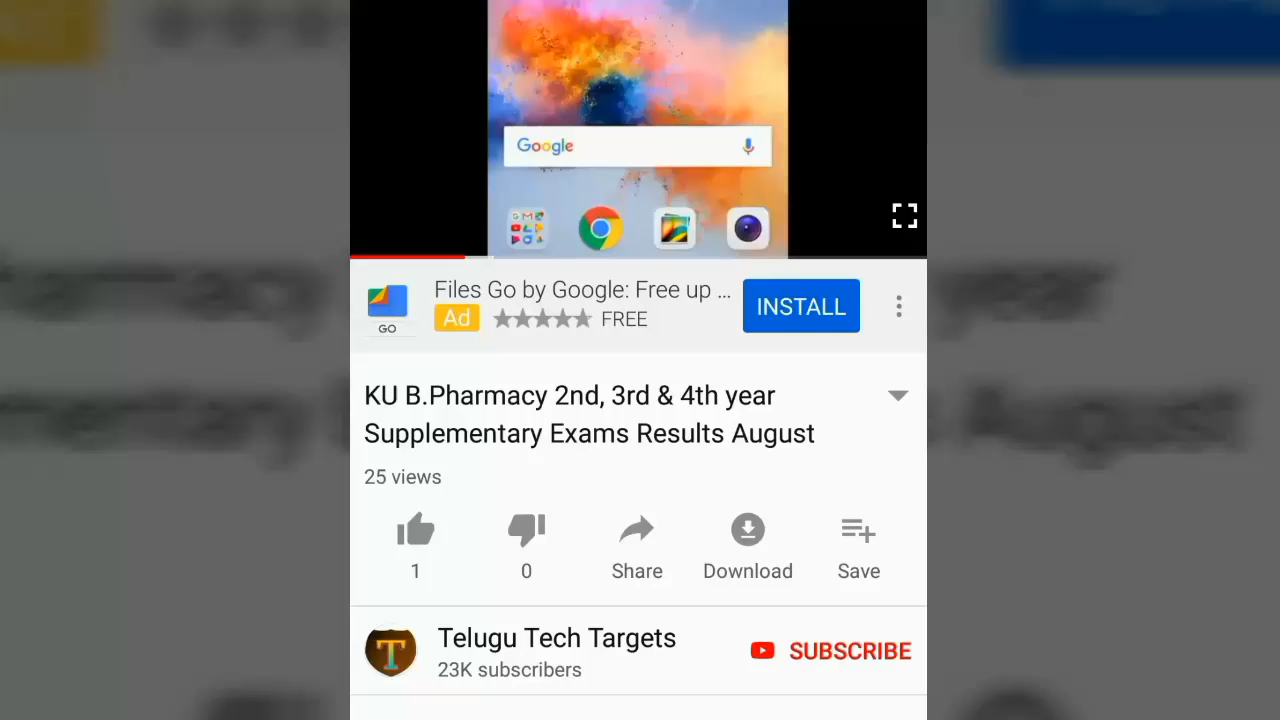 Google
Files Go by Google: Free up ...
GO
Ad
FREE
INSTALL
KU B.Pharmacy 2nd, 3rd & 4th year
Supplementary Exams Results August
25 views
1
0
Share
Download
Save
T
Telugu Tech Targets
23K subscribers
SUBSCRIBE